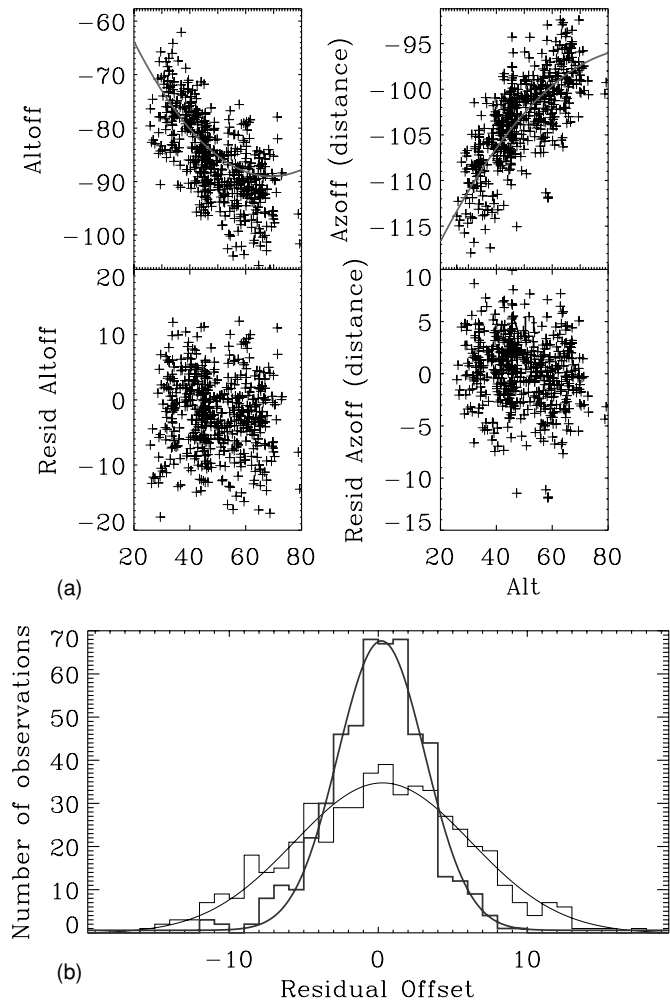 −60
−70
−80
−90
−100
Altoff
−95
−100
−105
−110
−115
Azoff (distance)
20
10
0
−10
−20
Resid Altoff
20 40 60 80
10
5
0
−5
−10
−15
Resid Azoff (distance)
20 40 60 80
Alt
(a)
70
60
50
40
30
20
10
0
Number of observations
−10 0 10
Residual Offset
(b)